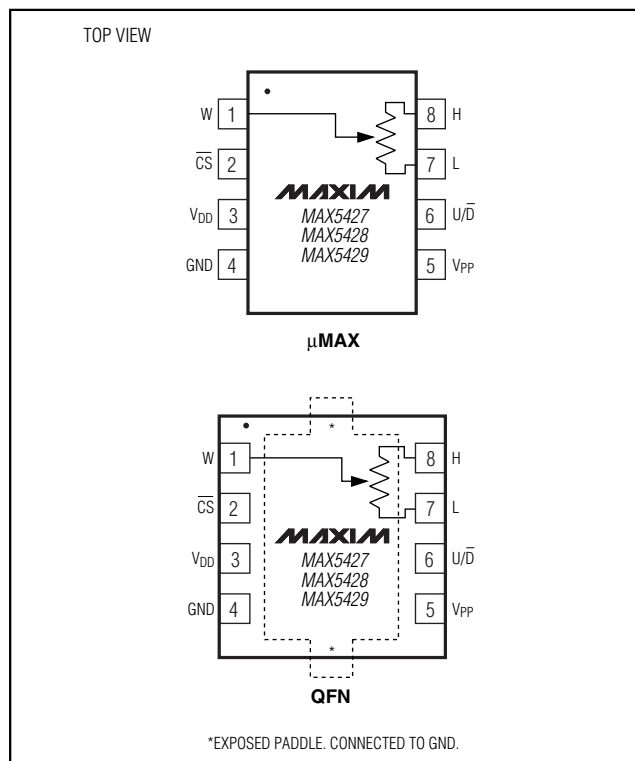 TOP VIEW
W 1 8 H
C̅S̅ 2 7 L
MAXIM
VDD 3 MAX5427 6 U/D̅
MAX5428
GND 4 MAX5429 5 VPP
µMAX
*
W 1 8 H
C̅S̅ 2 7 L
MAXIM
VDD 3 MAX5427 6 U/D̅
MAX5428
GND 4 MAX5429 5 VPP
*
QFN
*EXPOSED PADDLE. CONNECTED TO GND.